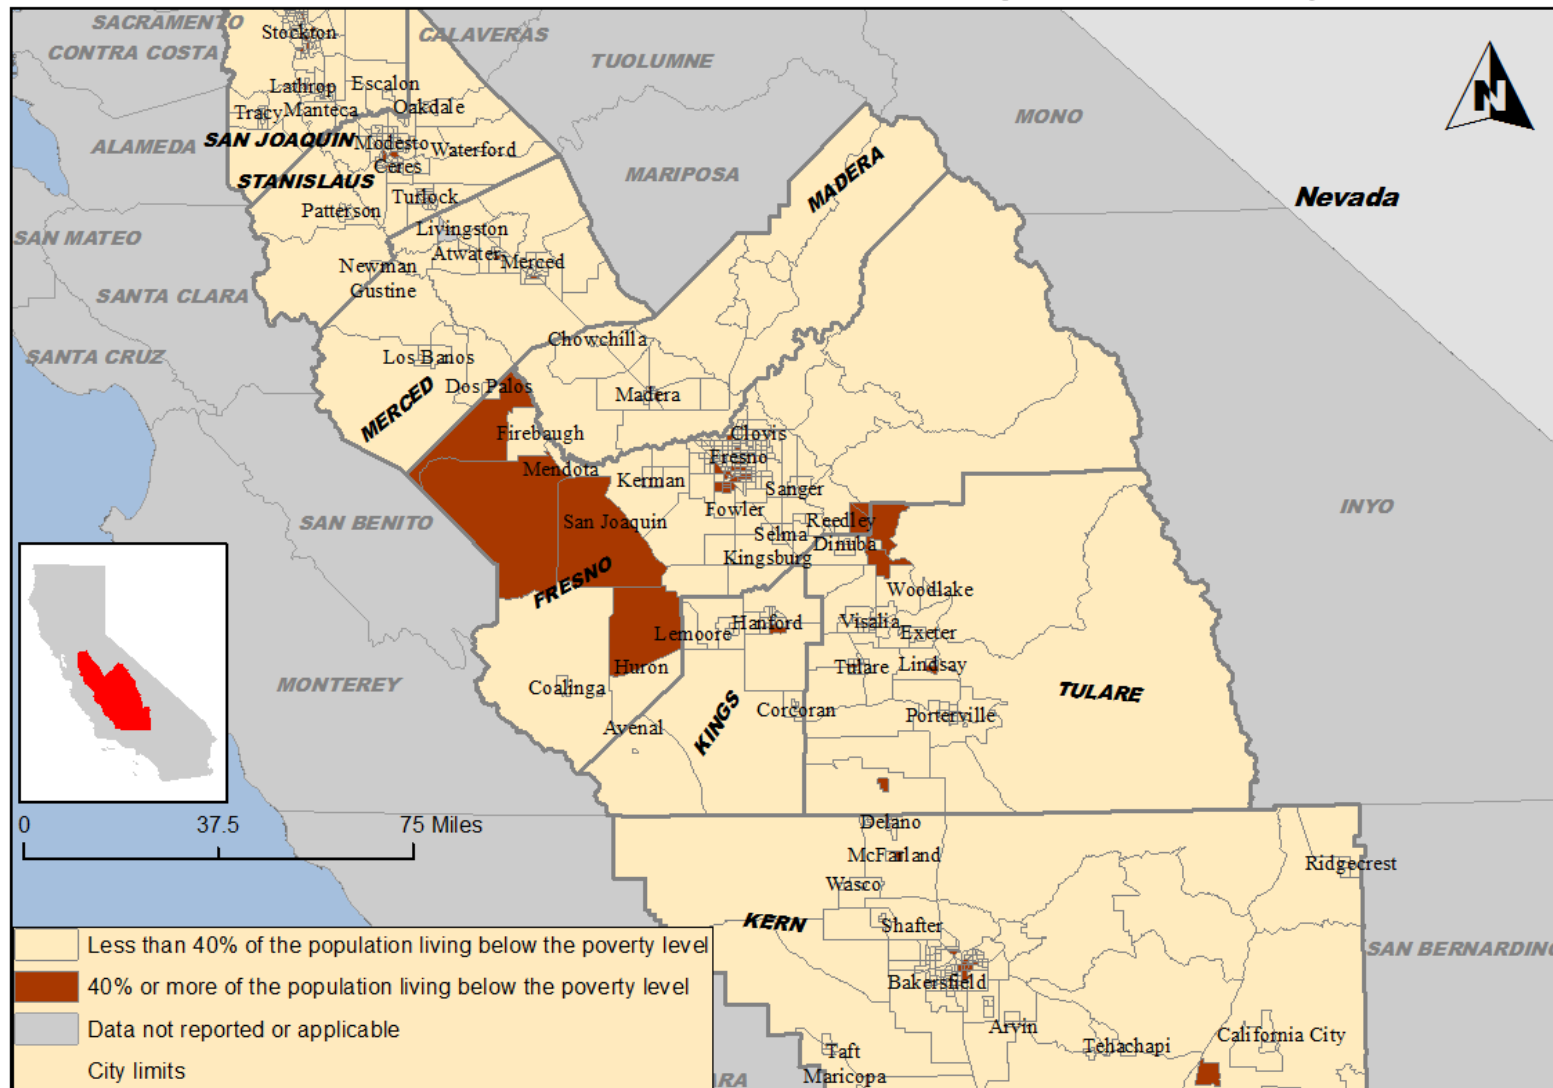 SACRAMENTO
Stockton
CALAVERAS
CONTRA COSTA
TUOLUMNE
Lathrop
Escalon
Tracy
Manteca
Oakdale
MONO
N
ALAMEDA
SAN JOAQUIN
Modesto
Waterford
Ceres
MARIPOSA
MADERA
STANISLAUS
Turlock
Nevada
Patterson
Livingston
SAN MATEO
Atwater
Merced
Newman
Gustine
SANTA CLARA
Chowchilla
SANTA CRUZ
Los Banos
Dos Palos
Madera
MERCED
Firebaugh
Clovis
Fresno
Mendota
Kerman
Sanger
INYO
Fowler
SAN BENITO
San Joaquin
Reedley
Selma
Dinuba
Kingsburg
FRESNO
Woodlake
Lemoore
Hanford
Visalia
Exeter
Huron
Tulare
Lindsay
MONTEREY
Coalinga
TULARE
KINGS
Corcoran
Porterville
Avenal
0 37.5 75 Miles
Delano
McFarland
Ridgecrest
Wasco
KERN
Shafter
SAN BERNARDINO
Bakersfield
Arvin
California City
Tehachapi
Taft
Maricopa
ARA
Less than 40% of the population living below the poverty level
40% or more of the population living below the poverty level
Data not reported or applicable
City limits